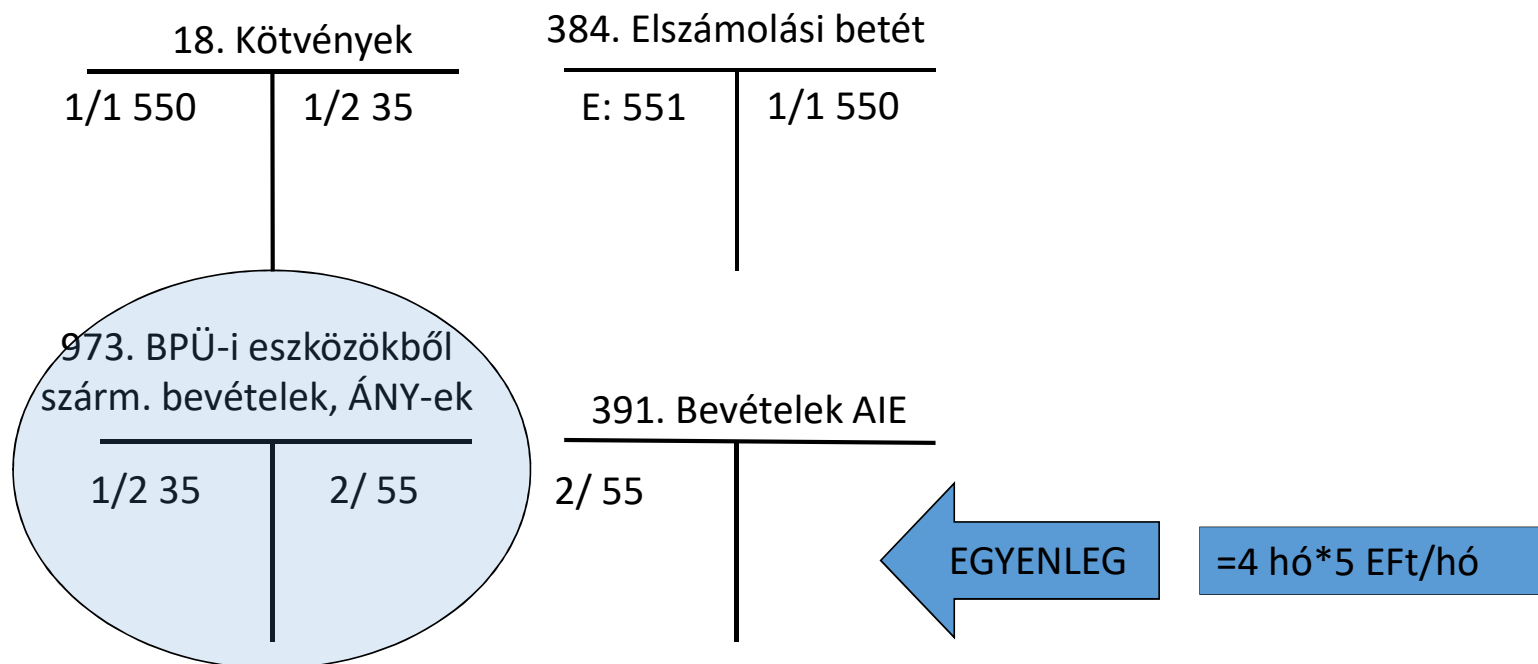 18. Kötvények
1/1 550
1/2 35
384. Elszámolási betét
E: 551
1/1 550
973. BPÜ-i eszközökből
szárm. bevételek, ÁNY-ek
1/2 35
2/ 55
391. Bevételek AIE
2/ 55
EGYENLEG
=4 hó*5 EFt/hó